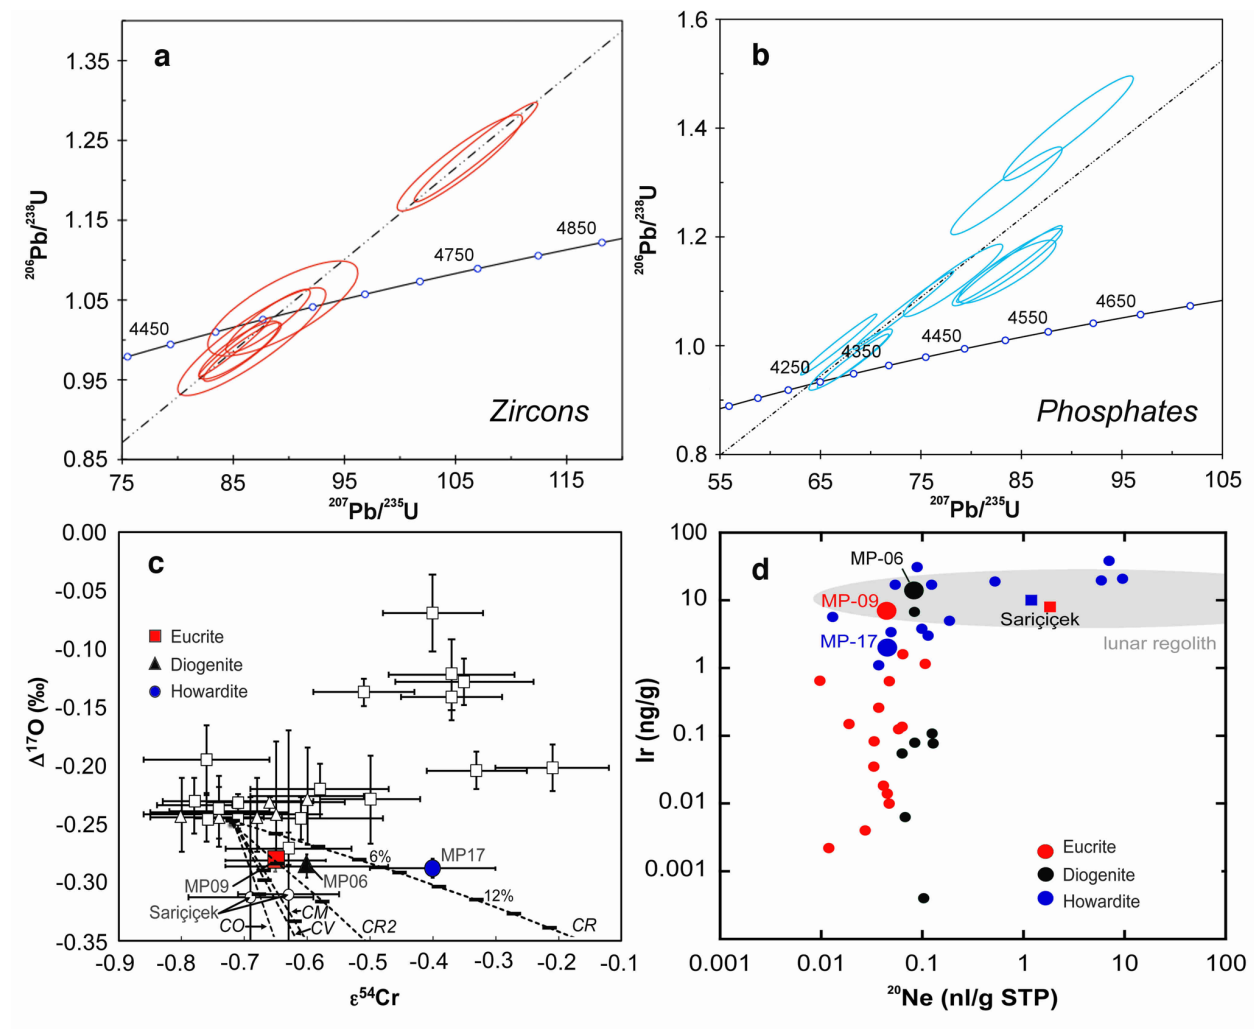 a
1.35
1.25
1.15
1.05
0.95
0.85
²⁰⁶Pb/²³⁸U
4450
4750
4850
Zircons
75
85
95
105
115
²⁰⁷Pb/²³⁵U
b
1.6
1.4
1.2
1.0
0.8
²⁰⁶Pb/²³⁸U
4250
4350
4450
4550
4650
Phosphates
55
65
75
85
95
105
²⁰⁷Pb/²³⁵U
c
0.00
-0.05
-0.10
-0.15
-0.20
-0.25
-0.30
-0.35
Δ¹⁷O (‰)
Eucrite
Diogenite
Howardite
6%
MP17
MP09
MP06
12%
Sariçiçek
CM
CO
CV
CR2
CR
-0.9
-0.8
-0.7
-0.6
-0.5
-0.4
-0.3
-0.2
-0.1
ε⁵⁴Cr
d
100
10
1
0.1
0.01
0.001
Ir (ng/g)
MP-06
MP-09
MP-17
Sariçiçek
lunar regolith
Eucrite
Diogenite
Howardite
0.001
0.01
0.1
1
10
100
²⁰Ne (nl/g STP)